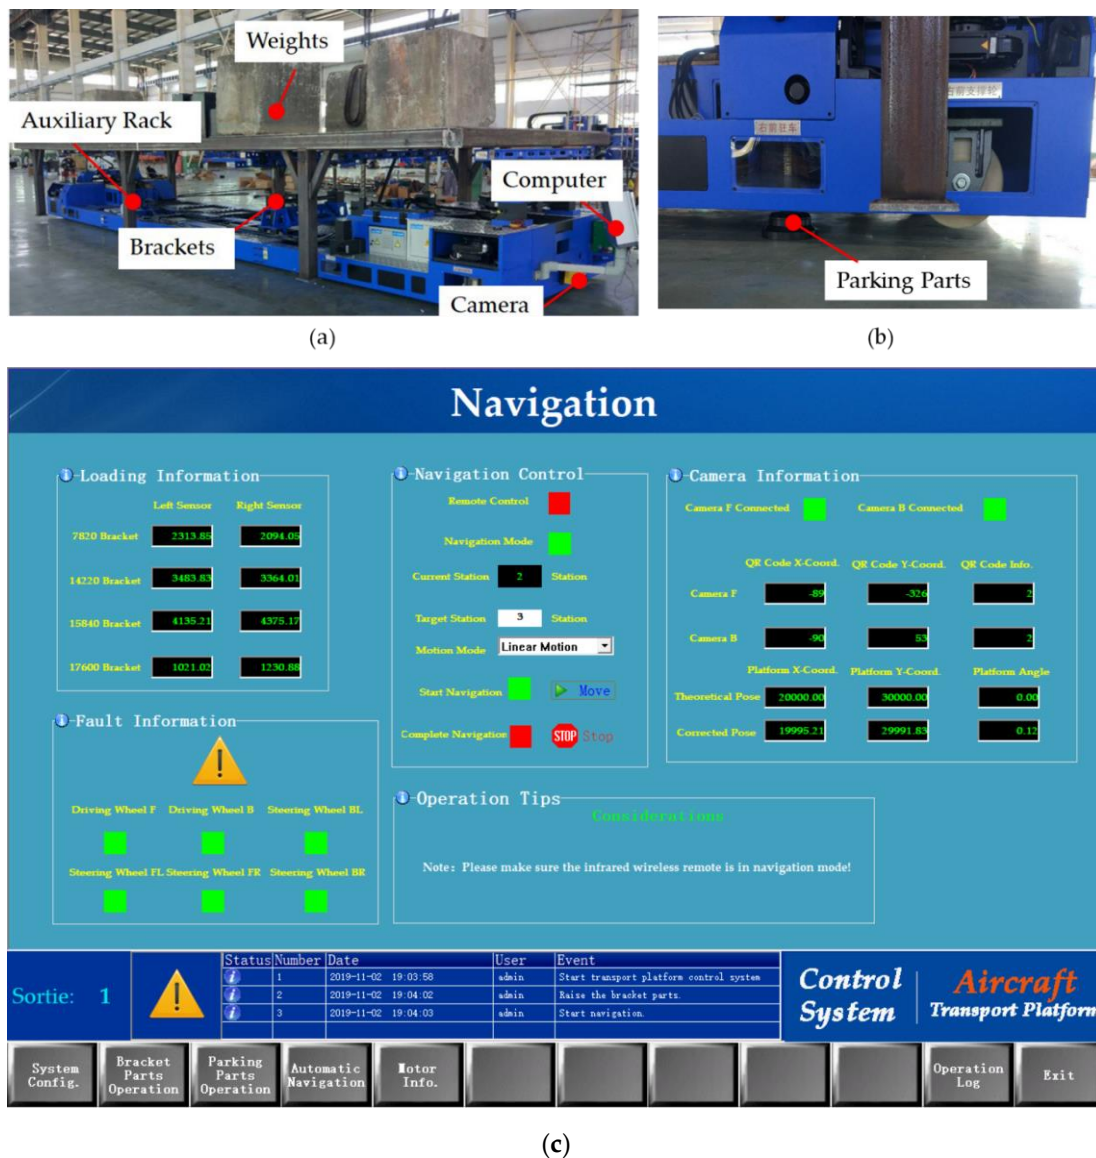 Weights
Auxiliary Rack
Computer
Brackets
Camera
(a)
右前支撑轮
右前驻车
Parking Parts
(b)
Navigation
Loading Information
Left Sensor Right Sensor
7820 Bracket 2313.85 2094.05
14220 Bracket 3483.83 3364.01
15840 Bracket 4135.21 4375.17
17600 Bracket 1021.02 1230.88
Fault Information
Driving Wheel F Driving Wheel B Steering Wheel BL
Steering Wheel FL Steering Wheel FR Steering Wheel BR
Navigation Control
Remote Control
Navigation Mode
Current Station 2 Station
Target Station 3 Station
Motion Mode Linear Motion
Start Navigation Move
Complete Navigation STOP Stop
Camera Information
Camera F Connected Camera B Connected
QR Code X-Coord. QR Code Y-Coord. QR Code Info.
Camera F -89 -326 2
Camera B -90 53 2
Platform X-Coord. Platform Y-Coord. Platform Angle
Theoretical Pose 20000.00 30000.00 0.00
Corrected Pose 19995.21 29991.83 0.12
Operation Tips
Considerations
Note: Please make sure the infrared wireless remote is in navigation mode!
Sortie: 1
Status Number Date User Event
1 2019-11-02 19:03:58 admin Start transport platform control system
2 2019-11-02 19:04:02 admin Raise the bracket parts.
3 2019-11-02 19:04:03 admin Start navigation.
Control
System
Aircraft
Transport Platform
System
Config.
Bracket
Parts
Operation
Parking
Parts
Operation
Automatic
Navigation
Motor
Info.
Operation
Log
Exit
(c)